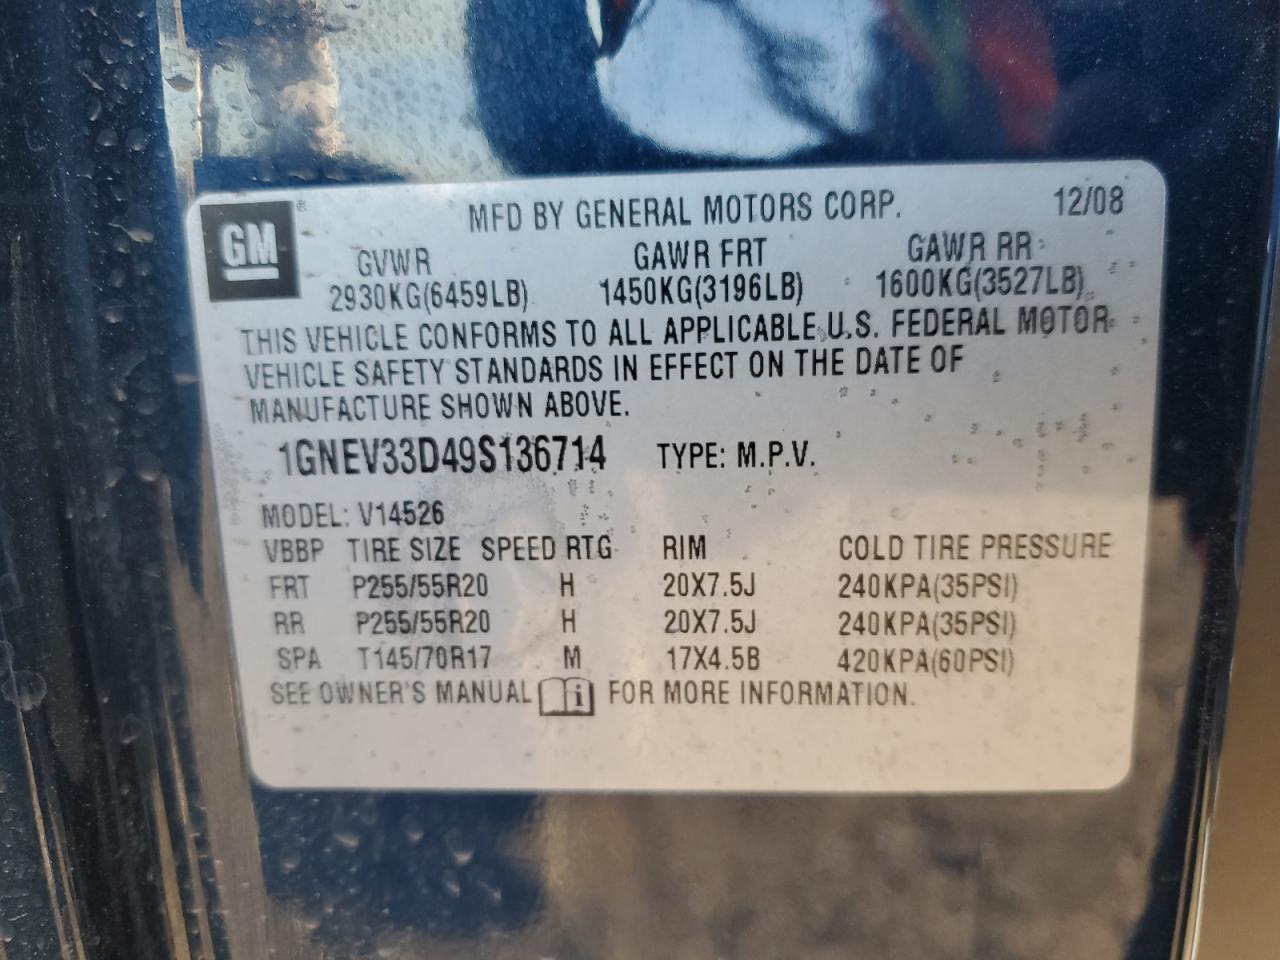 GM ® MFD BY GENERAL MOTORS CORP. 12/08
GVWR GAWR FRT GAWR RR
2930KG(6459LB) 1450KG(3196LB) 1600KG(3527LB)
THIS VEHICLE CONFORMS TO ALL APPLICABLE U.S. FEDERAL MOTOR
VEHICLE SAFETY STANDARDS IN EFFECT ON THE DATE OF
MANUFACTURE SHOWN ABOVE.
1GNEV33D49S136714 TYPE: M.P.V.
MODEL: V14526
VBBP TIRE SIZE SPEED RTG RIM COLD TIRE PRESSURE
FRT P255/55R20 H 20X7.5J 240KPA(35PSI)
RR P255/55R20 H 20X7.5J 240KPA(35PSI)
SPA T145/70R17 M 17X4.5B 420KPA(60PSI)
SEE OWNER'S MANUAL i FOR MORE INFORMATION.